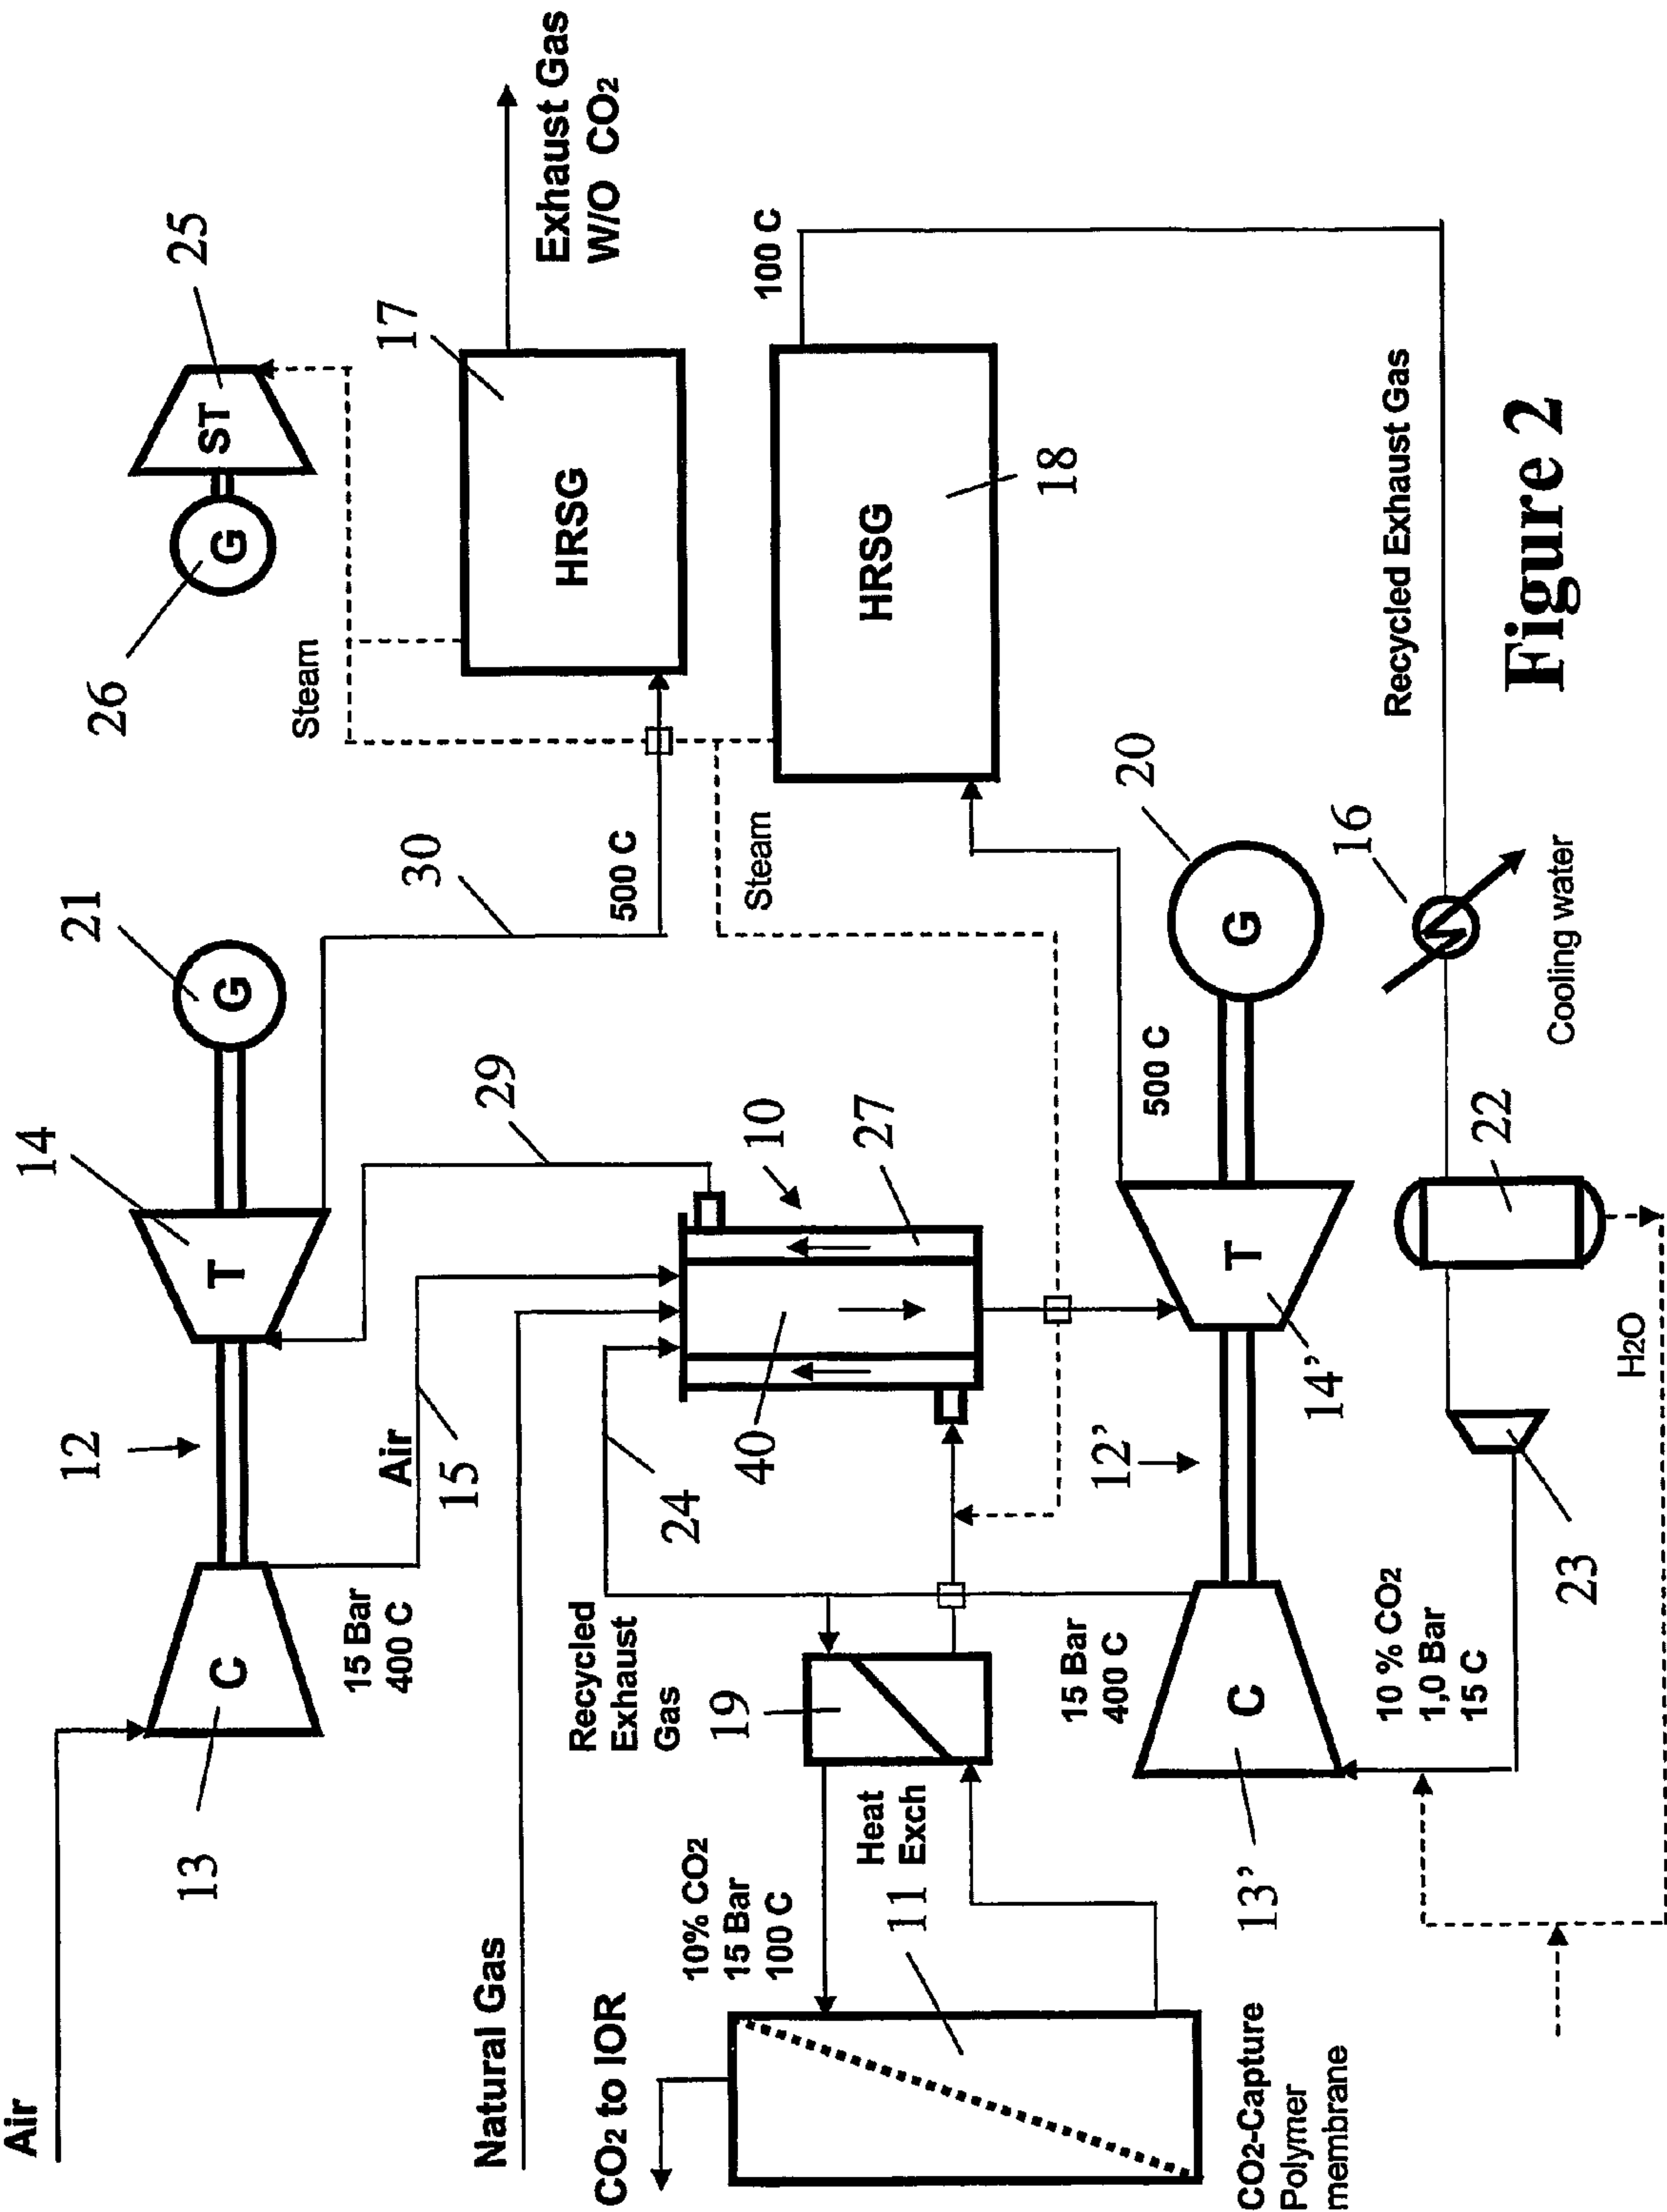 Air
13
C
15 Bar
400 C
12
Air
15
14
T
21
G
30
29
26
G
ST
25
Steam
17
HRSG
Exhaust Gas
W/O CO2
500 C
Steam
HRSG
18
100 C
Natural Gas
CO2 to IOR
10% CO2
15 Bar
100 C
11
Heat
Exch
Recycled
Exhaust
Gas
19
24
40
10
27
CO2-Capture
Polymer
membrane
13'
C
15 Bar
400 C
12'
14'
T
500 C
G
20
10 % CO2
1,0 Bar
15 C
23
22
H2O
16
Cooling water
Recycled Exhaust Gas
Figure 2